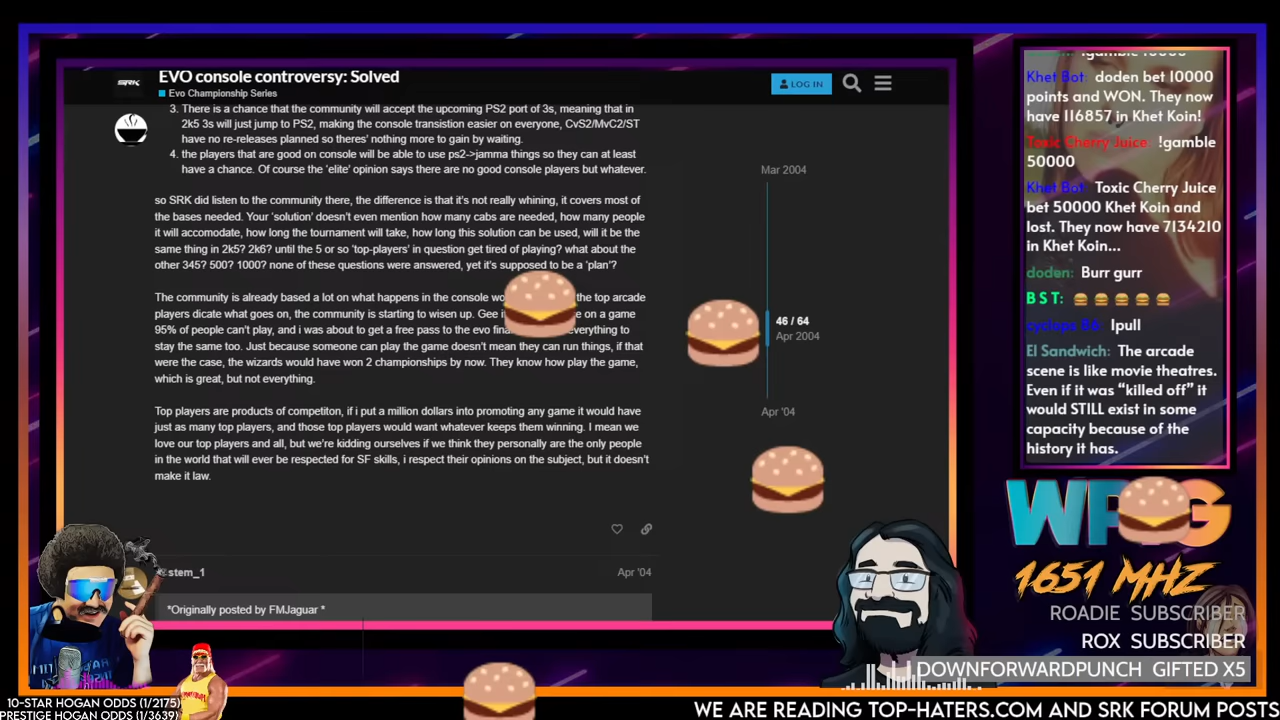 EVO console controversy: Solved
SRK
Evo Championship Series
LOG IN
3. There is a chance that the community will accept the upcoming PS2 port of 3s, meaning that in
2k5 3s will just jump to PS2, making the console transistion easier on everyone, CvS2/MvC2/ST
have no re-releases planned so theres' nothing more to gain by waiting.
4. the players that are good on console will be able to use ps2->jamma things so they can at least
have a chance. Of course the 'elite' opinion says there are no good console players but whatever.
so SRK did listen to the community there, the difference is that it's not really whining, it covers most of
the bases needed. Your 'solution' doesn't even mention how many cabs are needed, how many people
it will accomodate, how long the tournament will take, how long this solution can be used, will it be the
same thing in 2k5? 2k6? until the 5 or so 'top-players' in question get tired of playing? what about the
other 345? 500? 1000? none of these questions were answered, yet it's supposed to be a 'plan'?
The community is already based a lot on what happens in the console wo the top arcade
players dicate what goes on, the community is starting to wisen up. Gee i e on a game
95% of people can't play, and i was about to get a free pass to the evo fina everything to
stay the same too. Just because someone can play the game doesn't mean they can run things, if that
were the case, the wizards would have won 2 championships by now. They know how play the game,
which is great, but not everything.
Top players are products of competiton, if i put a million dollars into promoting any game it would have
just as many top players, and those top players would want whatever keeps them winning. I mean we
love our top players and all, but we're kidding ourselves if we think they personally are the only people
in the world that will ever be respected for SF skills, i respect their opinions on the subject, but it doesn't
make it law.
stem_1
Apr '04
*Originally posted by FMJaguar *
Mar 2004
46 / 64
Apr 2004
Apr '04
Khet Bot: doden bet 10000
points and WON. They now
have 116857 in Khet Koin!
Toxic Cherry Juice: !gamble
50000
Khet Bot: Toxic Cherry Juice
bet 50000 Khet Koin and
lost. They now have 7134210
in Khet Koin...
doden: Burr gurr
B S T:
cyclops 86: !pull
El Sandwich: The arcade
scene is like movie theatres.
Even if it was "killed off" it
would STILL exist in some
capacity because of the
history it has.
1651 MHZ
ROADIE SUBSCRIBER
ROX SUBSCRIBER
DOWNFORWARDPUNCH GIFTED X5
10-STAR HOGAN ODDS (1/2175)
PRESTIGE HOGAN ODDS (1/3639)
WE ARE READING TOP-HATERS.COM AND SRK FORUM POSTS